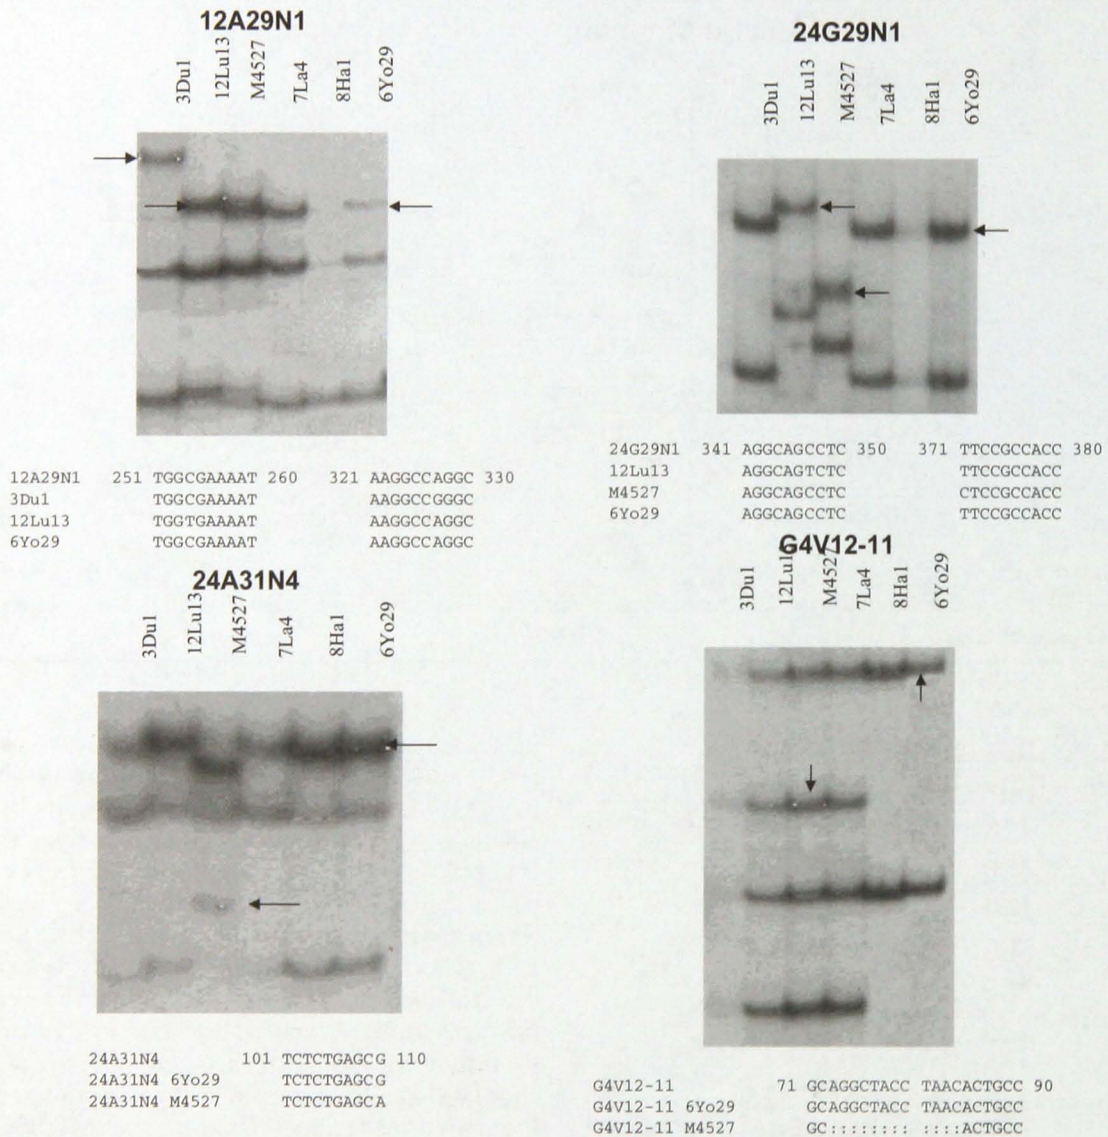 12A29N1
3Du1
12Lu13
M4527
7La4
8Ha1
6Yo29
12A29N1 251 TGGCGAAAAT 260 321 AAGGCCAGGC 330
3Du1 TGGCGAAAAT AAGGCCGGGC
12Lu13 TGGTGAAAAT AAGGCCAGGC
6Yo29 TGGCGAAAAT AAGGCCAGGC
24G29N1
3Du1
12Lu13
M4527
7La4
8Ha1
6Yo29
24G29N1 341 AGGCAGCCTC 350 371 TTCCGCCACC 380
12Lu13 AGGCAGTCTC TTCCGCCACC
M4527 AGGCAGCCTC CTCCGCCACC
6Yo29 AGGCAGCCTC TTCCGCCACC
24A31N4
3Du1
12Lu13
M4527
7La4
8Ha1
6Yo29
24A31N4 101 TCTCTGAGCG 110
24A31N4 6Yo29 TCTCTGAGCG
24A31N4 M4527 TCTCTGAGCA
G4V12-11
3Du1
M4527
7La4
8Ha1
6Yo29
G4V12-11 71 GCAGGCTACC TAACACTGCC 90
G4V12-11 6Yo29 GCAGGCTACC TAACACTGCC
G4V12-11 M4527 GC:::::::: ::::ACTGCC